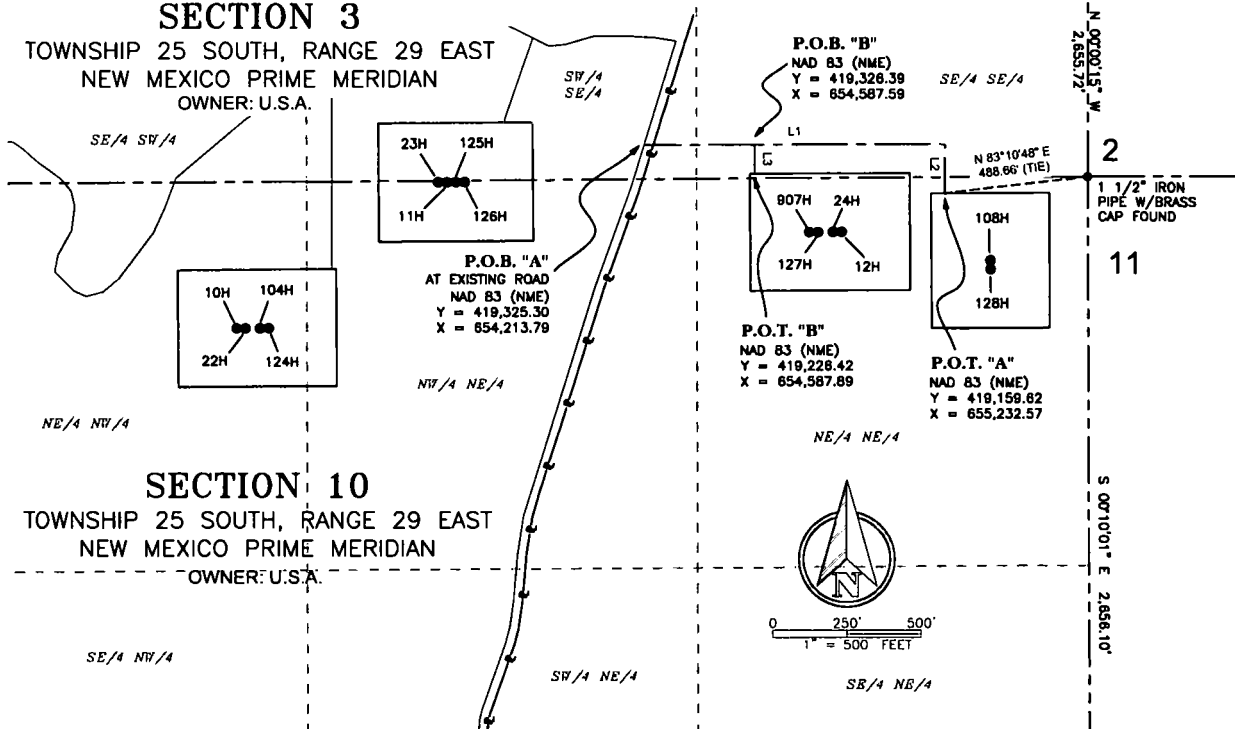 SECTION 3
TOWNSHIP 25 SOUTH, RANGE 29 EAST
NEW MEXICO PRIME MERIDIAN
OWNER: U.S.A.
SE/4 SW/4
SW/4
SE/4
P.O.B. "B"
NAD 83 (NME)
Y = 419,326.39
X = 654,587.59
SE/4 SE/4
N 00°00'15" W
2,655.72'
23H
125H
11H
126H
L1
L3
L2
N 83°10'48" E
488.66' (TIE)
2
1 1/2" IRON
PIPE W/BRASS
CAP FOUND
11
907H
24H
127H
12H
108H
128H
P.O.B. "A"
AT EXISTING ROAD
NAD 83 (NME)
Y = 419,325.30
X = 654,213.79
10H
104H
22H
124H
P.O.T. "B"
NAD 83 (NME)
Y = 419,226.42
X = 654,587.89
P.O.T. "A"
NAD 83 (NME)
Y = 419,159.62
X = 655,232.57
NW/4 NE/4
NE/4 NW/4
NE/4 NE/4
SECTION 10
TOWNSHIP 25 SOUTH, RANGE 29 EAST
NEW MEXICO PRIME MERIDIAN
OWNER: U.S.A.
S 00°10'01" E 2,656.10'
N
0 250' 500'
1" = 500 FEET
SE/4 NW/4
SW/4 NE/4
SE/4 NE/4